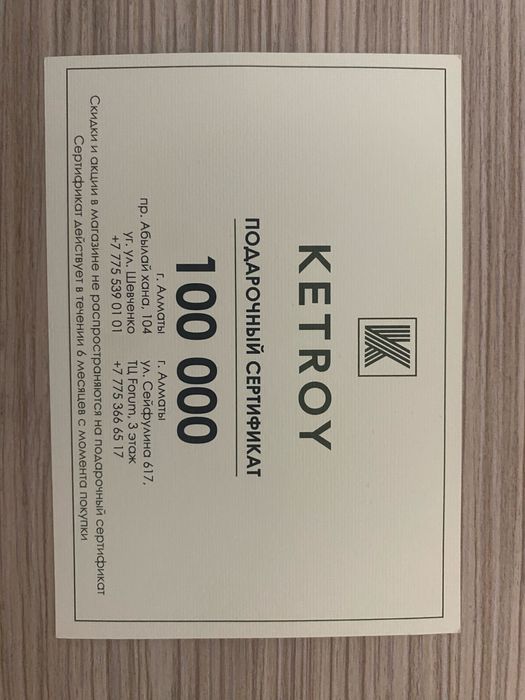 KETROY
ПОДАРОЧНЫЙ СЕРТИФИКАТ
100 000
г. Алматы
пр. Абылай хана, 104
уг. ул. Шевченко
+7 775 539 01 01
г. Алматы
ул. Сейфулина 617,
ТЦ Forum, 3 этаж
+7 775 366 65 17
Скидки и акции в магазине не распространяются на подарочный сертификат
Сертификат действует в течении 6 месяцев с момента покупки